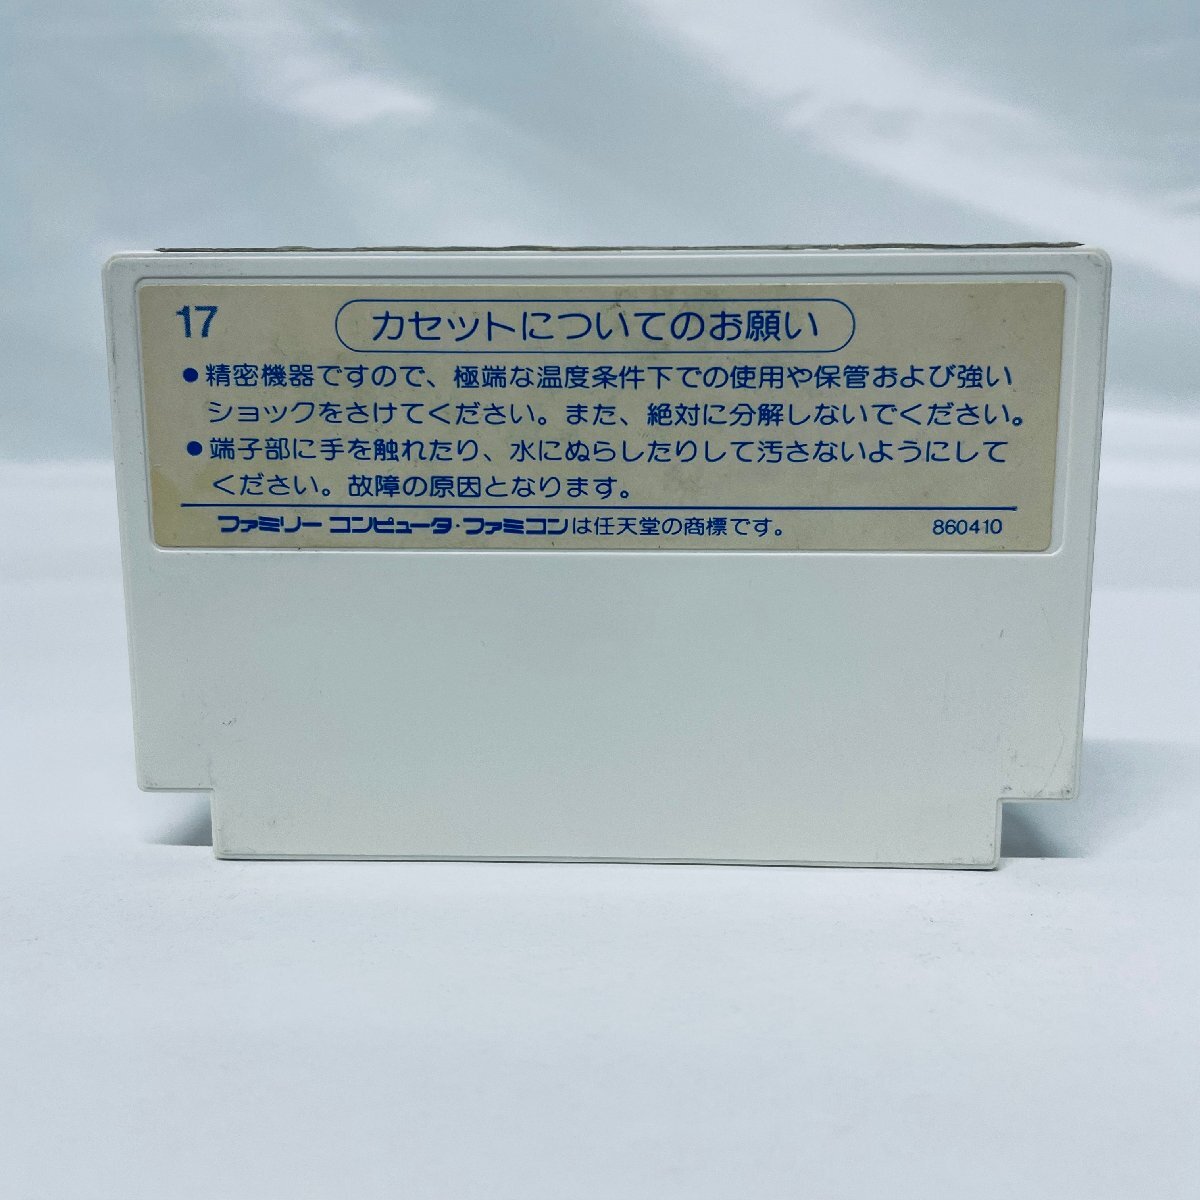 17
カセットについてのお願い
●精密機器ですので、極端な温度条件下での使用や保管および強い
ショックをさけてください。また、絶対に分解しないでください。
●端子部に手を触れたり、水にぬらしたりして汚さないようにして
ください。故障の原因となります。
ファミリー コンピュータ・ファミコンは任天堂の商標です。 860410